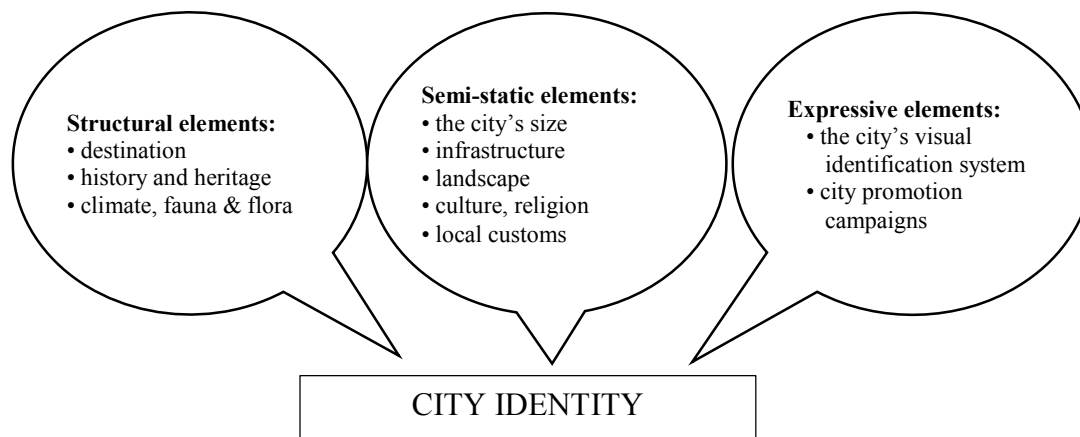 Structural elements:
• destination
• history and heritage
• climate, fauna & flora
Semi-static elements:
• the city’s size
• infrastructure
• landscape
• culture, religion
• local customs
Expressive elements:
• the city’s visual
identification system
• city promotion
campaigns
CITY IDENTITY